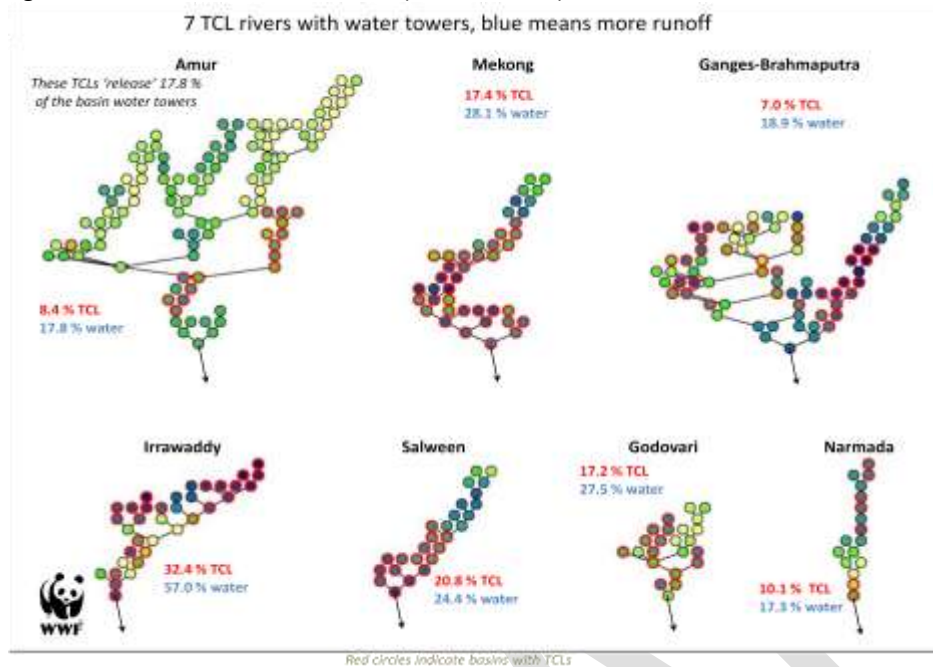 7 TCL rivers with water towers, blue means more runoff
Amur
These TCLs 'release' 17.8 %
of the basin water towers
8.4 % TCL
17.8 % water
Mekong
17.4 % TCL
28.1 % water
Ganges-Brahmaputra
7.0 % TCL
18.9 % water
Irrawaddy
32.4 % TCL
57.0 % water
Salween
20.8 % TCL
24.4 % water
Godovari
17.2 % TCL
27.5 % water
Narmada
10.1 % TCL
17.3 % water
WWF
Red circles indicate basins with TCLs